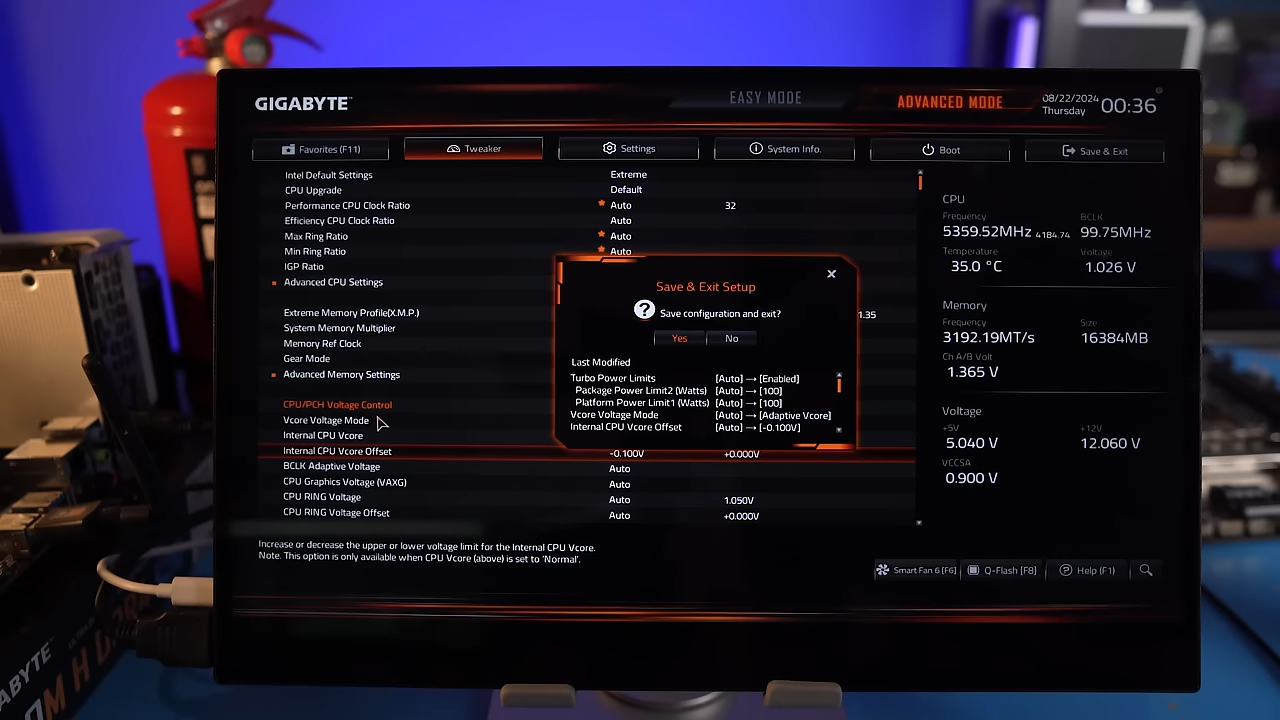 GIGABYTE™
EASY MODE
ADVANCED MODE
08/22/2024
Thursday
00:36
Favorites (F11)
Tweaker
Settings
System Info.
Boot
Save & Exit
Intel Default Settings Extreme
CPU Upgrade Default
Performance CPU Clock Ratio Auto 32
Efficiency CPU Clock Ratio Auto
Max Ring Ratio Auto
Min Ring Ratio Auto
IGP Ratio
Advanced CPU Settings
Extreme Memory Profile(X.M.P.) 1.35
System Memory Multiplier
Memory Ref Clock
Gear Mode
Advanced Memory Settings
CPU/PCH Voltage Control
Vcore Voltage Mode
Internal CPU Vcore
Internal CPU Vcore Offset -0.100V +0.000V
BCLK Adaptive Voltage Auto
CPU Graphics Voltage (VAXG) Auto
CPU RING Voltage Auto 1.050V
CPU RING Voltage Offset Auto +0.000V
Save & Exit Setup
? Save configuration and exit?
Yes No
Last Modified
Turbo Power Limits [Auto] → [Enabled]
Package Power Limit2 (Watts) [Auto] → [100]
Platform Power Limit1 (Watts) [Auto] → [100]
Vcore Voltage Mode [Auto] → [Adaptive Vcore]
Internal CPU Vcore Offset [Auto] → [-0.100V]
CPU
Frequency BCLK
5359.52MHz 4184.74 99.75MHz
Temperature Voltage
35.0 °C 1.026 V
Memory
Frequency Size
3192.19MT/s 16384MB
Ch A/B Volt
1.365 V
Voltage
+5V +12V
5.040 V 12.060 V
VCCSA
0.900 V
Increase or decrease the upper or lower voltage limit for the Internal CPU Vcore.
Note. This option is only available when CPU Vcore (above) is set to 'Normal'.
Smart Fan 6 [F6]
Q-Flash [F8]
Help (F1)
ABYTE
M H D